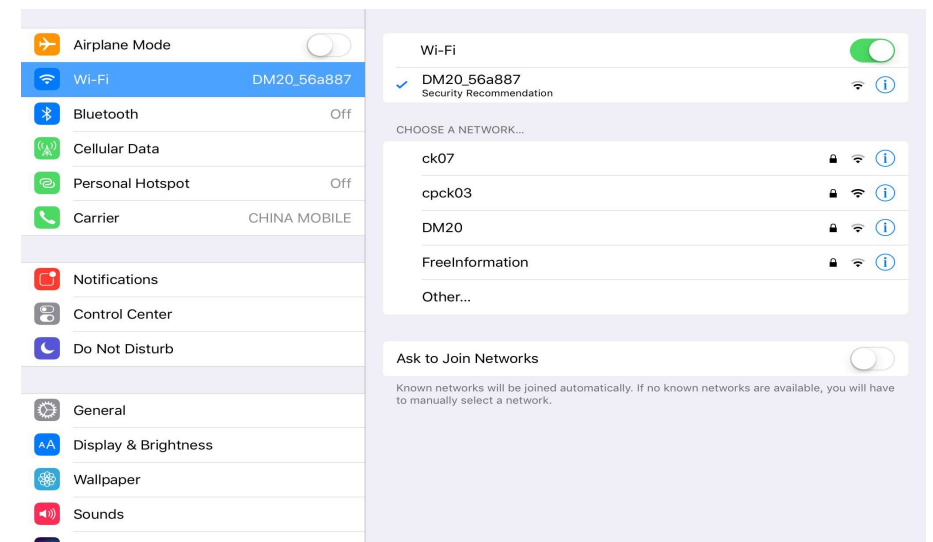 Airplane Mode
Wi-Fi DM20_56a887
Bluetooth Off
Cellular Data
Personal Hotspot Off
Carrier CHINA MOBILE
Notifications
Control Center
Do Not Disturb
General
AA Display & Brightness
Wallpaper
Sounds
Wi-Fi
DM20_56a887
Security Recommendation
CHOOSE A NETWORK...
ck07
cpck03
DM20
FreeInformation
Other...
Ask to Join Networks
Known networks will be joined automatically. If no known networks are available, you will have
to manually select a network.